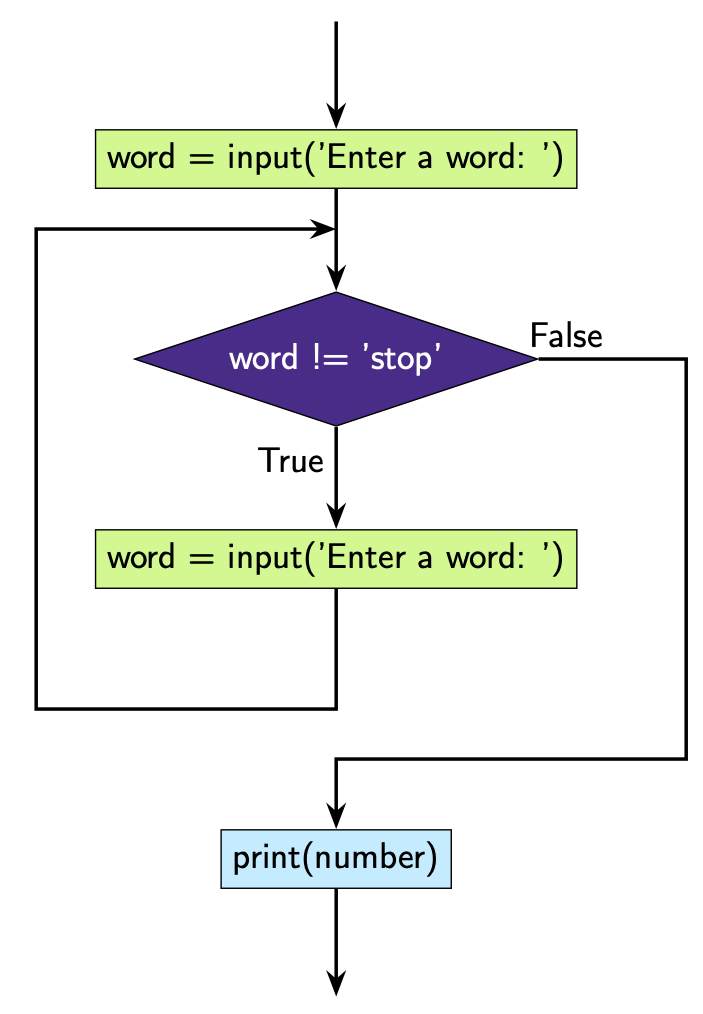 word = input('Enter a word: ')
word != 'stop'
False
True
word = input('Enter a word: ')
print(number)